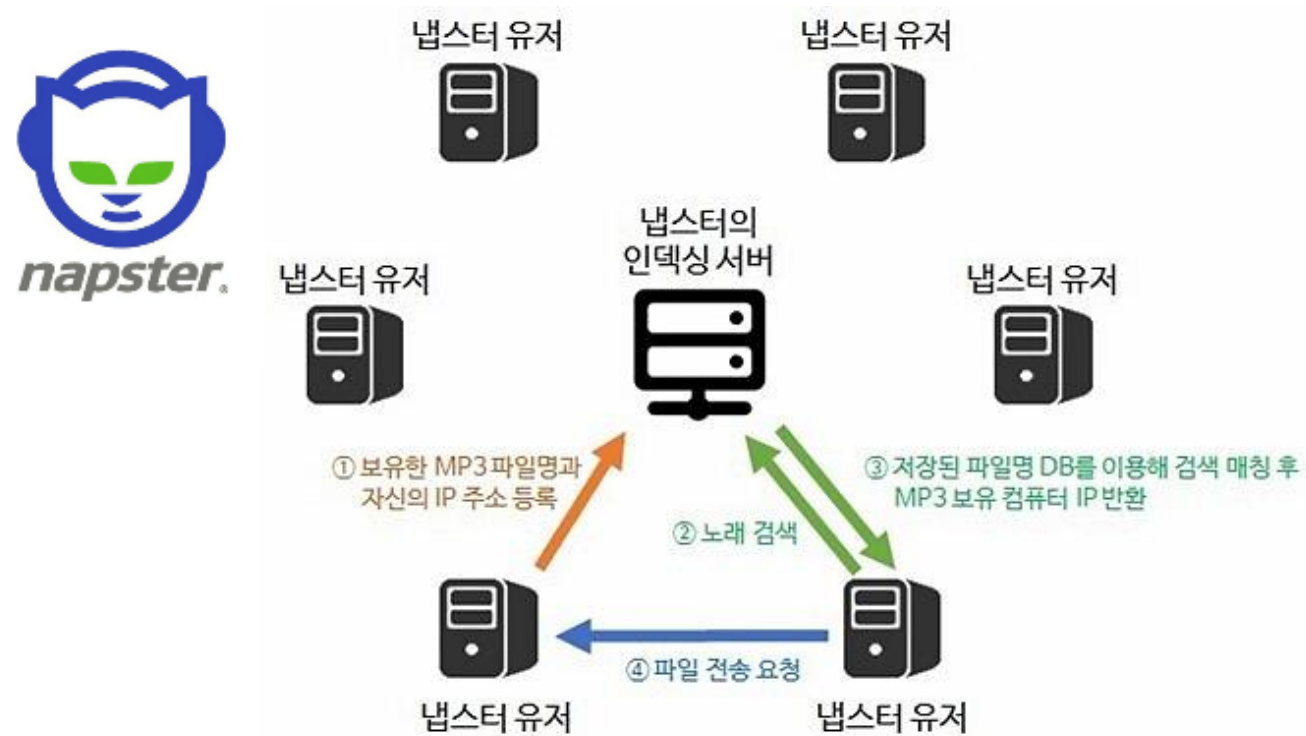 냅스터 유저
냅스터 유저
napster.
냅스터의
인덱싱 서버
냅스터 유저
냅스터 유저
① 보유한 MP3 파일명과
자신의 IP 주소 등록
② 노래 검색
③ 저장된 파일명 DB를 이용해 검색 매칭 후
MP3 보유 컴퓨터 IP 반환
④ 파일 전송 요청
냅스터 유저
냅스터 유저